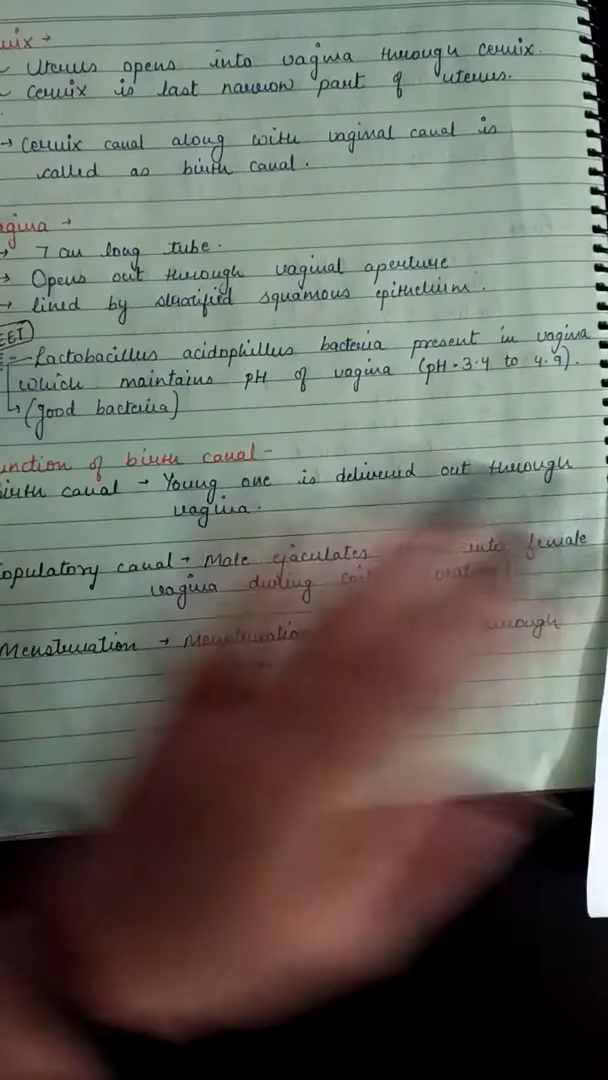 uix →
Uterus opens into vagina through cervix.
Cervix is last narrow part of uterus.
→ Cervix canal along with vaginal canal is
called as birth canal.
agina →
→ 7 cm long tube.
→ Opens out through vaginal aperture
→ lined by stratified squamous epithelium.
EET
Lactobacillus acidophillus bacteria present in vagina
which maintains pH of vagina (pH - 3.4 to 4.9).
↳ (good bacteria)
unction of birth canal -
irth canal → Young one is delivered out through
vagina.
opulatory canal → Male ejaculates into female
vagina during
Menstruation → Menstruatio